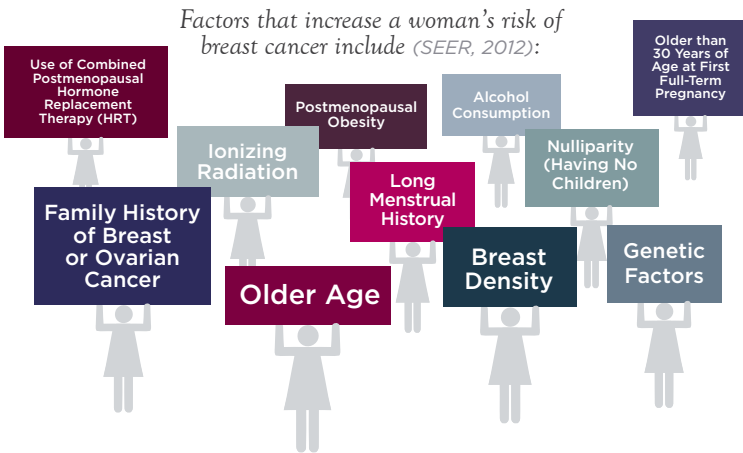 Factors that increase a woman's risk of
breast cancer include (SEER, 2012):
Use of Combined
Postmenopausal
Hormone
Replacement
Therapy (HRT)
Postmenopausal
Obesity
Alcohol
Consumption
Older than
30 Years of
Age at First
Full-Term
Pregnancy
Ionizing
Radiation
Long
Menstrual
History
Nulliparity
(Having No
Children)
Family History
of Breast
or Ovarian
Cancer
Older Age
Breast
Density
Genetic
Factors